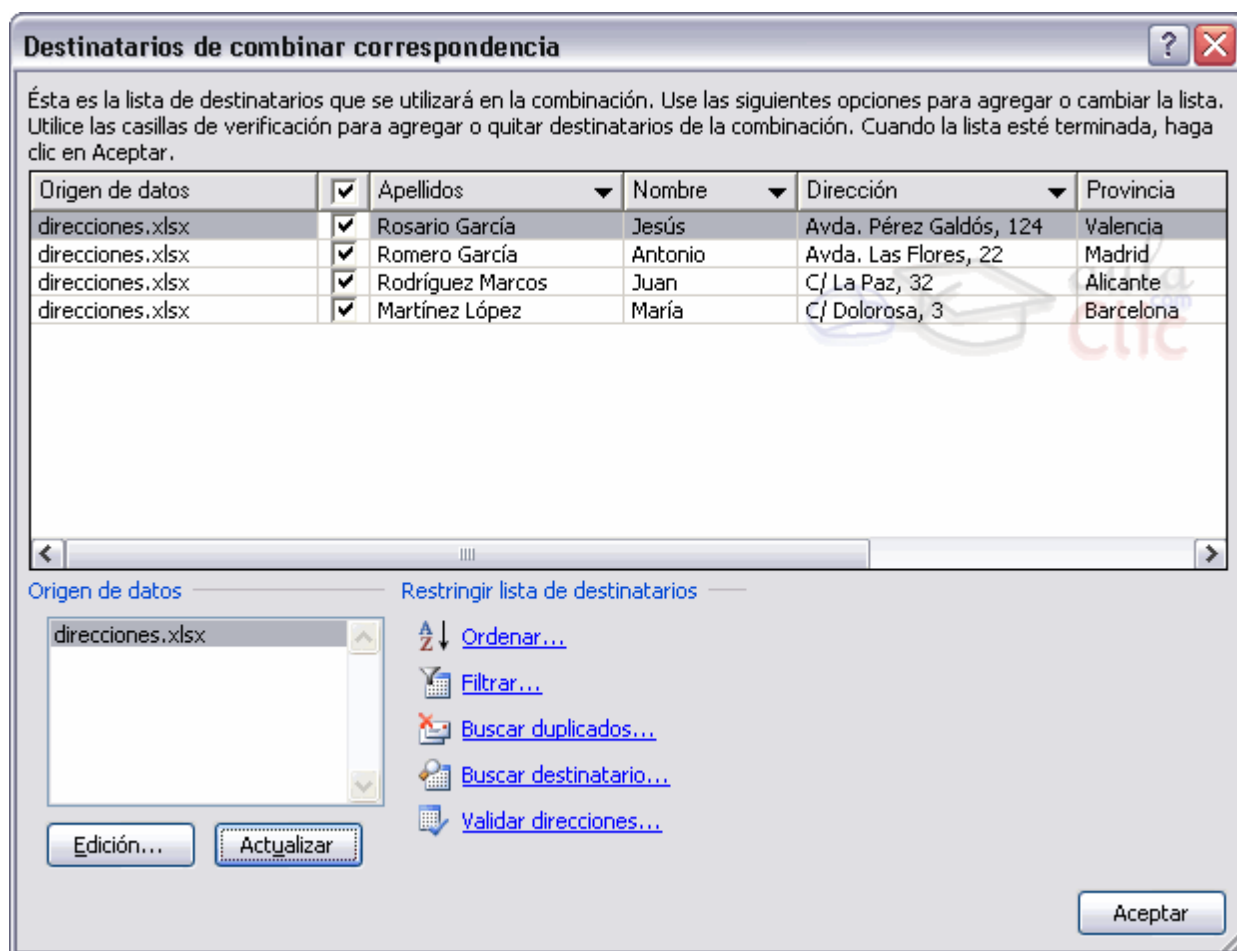 Destinatarios de combinar correspondencia
Ésta es la lista de destinatarios que se utilizará en la combinación. Use las siguientes opciones para agregar o cambiar la lista.
Utilice las casillas de verificación para agregar o quitar destinatarios de la combinación. Cuando la lista esté terminada, haga
clic en Aceptar.
Origen de datos Apellidos Nombre Dirección Provincia
direcciones.xlsx Rosario García Jesús Avda. Pérez Galdós, 124 Valencia
direcciones.xlsx Romero García Antonio Avda. Las Flores, 22 Madrid
direcciones.xlsx Rodríguez Marcos Juan C/ La Paz, 32 Alicante
direcciones.xlsx Martínez López María C/ Dolorosa, 3 Barcelona
aula
.com
Clic
Origen de datos
direcciones.xlsx
Edición...
Actualizar
Restringir lista de destinatarios
Ordenar...
Filtrar...
Buscar duplicados...
Buscar destinatario...
Validar direcciones...
Aceptar